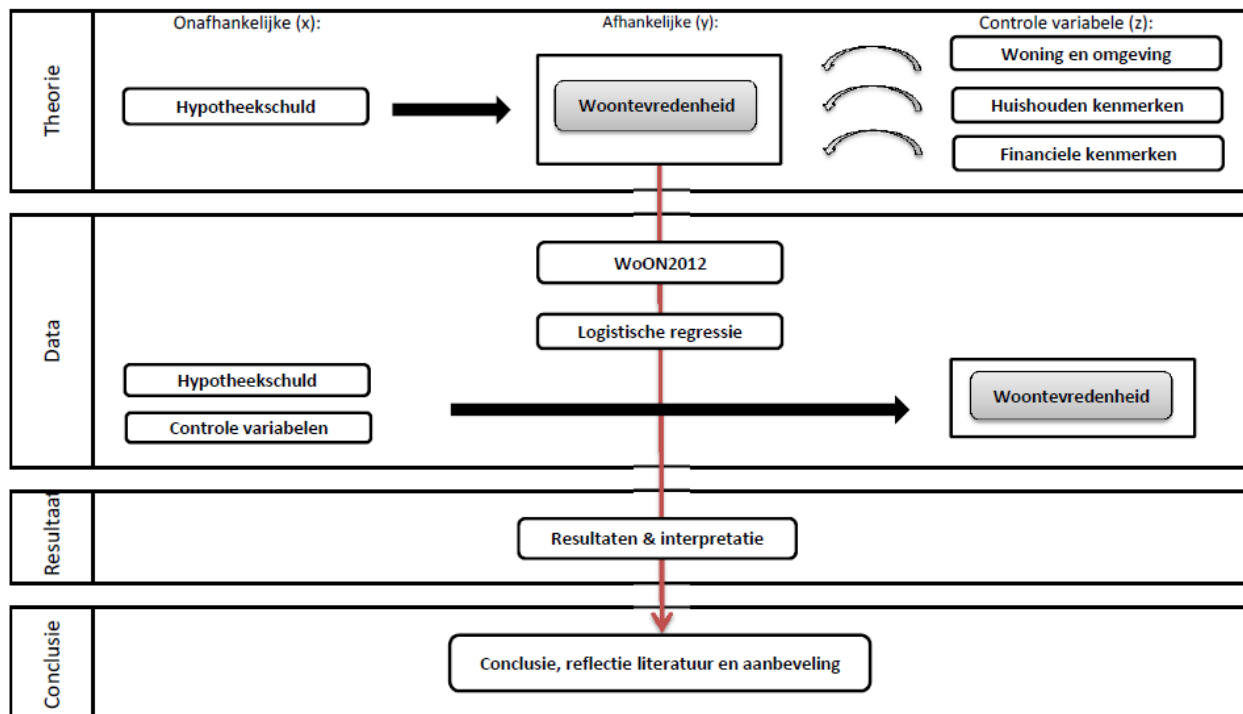 Onafhankelijke (x):
Afhankelijke (y):
Controle variabele (z):
Theorie
Hypotheekschuld
Woontevredenheid
Woning en omgeving
Huishouden kenmerken
Financiele kenmerken
Data
WoON2012
Logistische regressie
Hypotheekschuld
Controle variabelen
Woontevredenheid
Resultaat
Resultaten & interpretatie
Conclusie
Conclusie, reflectie literatuur en aanbeveling